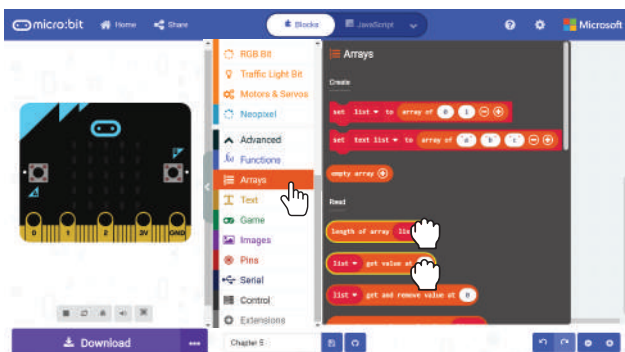 micro:bit Home Share Blocks JavaScript Microsoft
RGB Bit
Traffic Light Bit
Motors & Servos
Neopixel
Advanced
Functions
Arrays
Text
Game
Images
Pins
Serial
Control
Extensions
Arrays
Create
set list to array of 0 1
set text list to array of "a" "b" "c"
empty array
Read
length of array
list get value at
list get and remove value at 0
0 1 2 3V GND
Download
Chapter 5